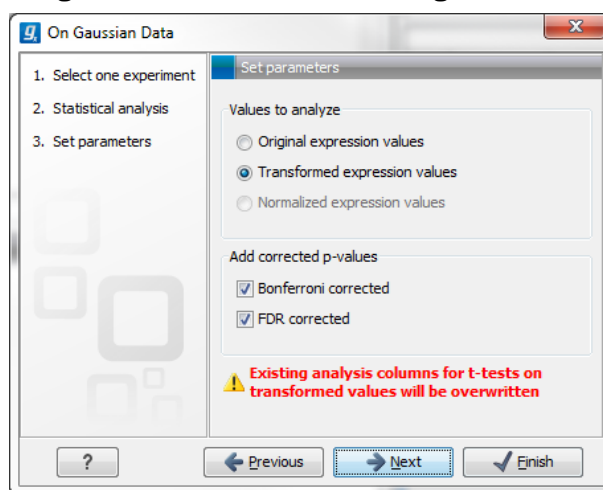 On Gaussian Data
1. Select one experiment
2. Statistical analysis
3. Set parameters
Set parameters
Values to analyze
Original expression values
Transformed expression values
Normalized expression values
Add corrected p-values
Bonferroni corrected
FDR corrected
Existing analysis columns for t-tests on
transformed values will be overwritten
? Previous Next Finish